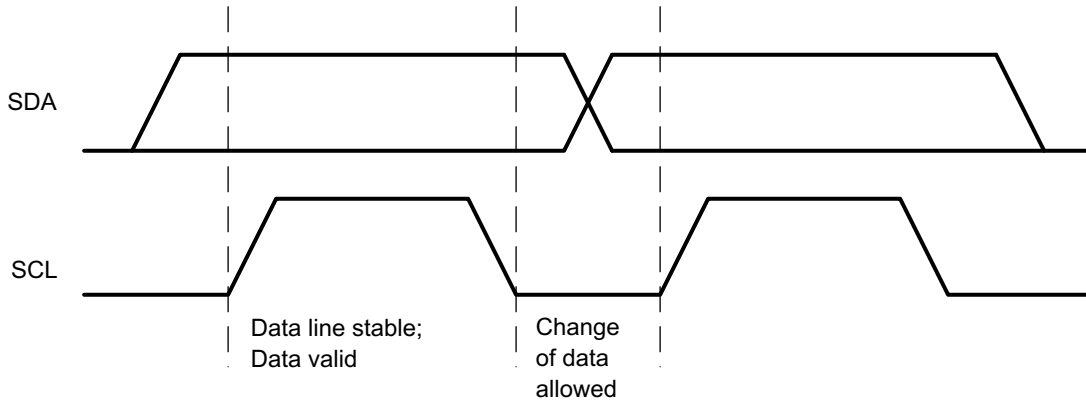 SDA
SCL
Data line stable;
Data valid
Change
of data
allowed